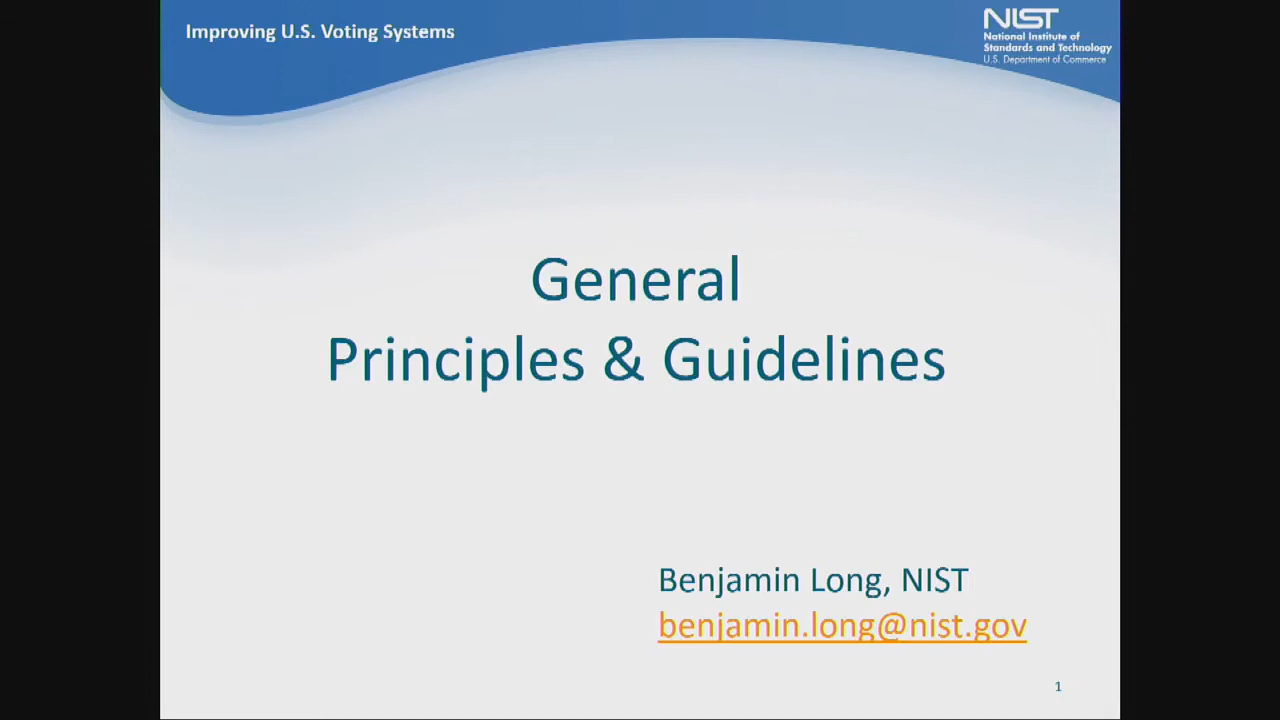 Improving U.S. Voting Systems
NIST
National Institute of
Standards and Technology
U.S. Department of Commerce
General
Principles & Guidelines
Benjamin Long, NIST
benjamin.long@nist.gov
1